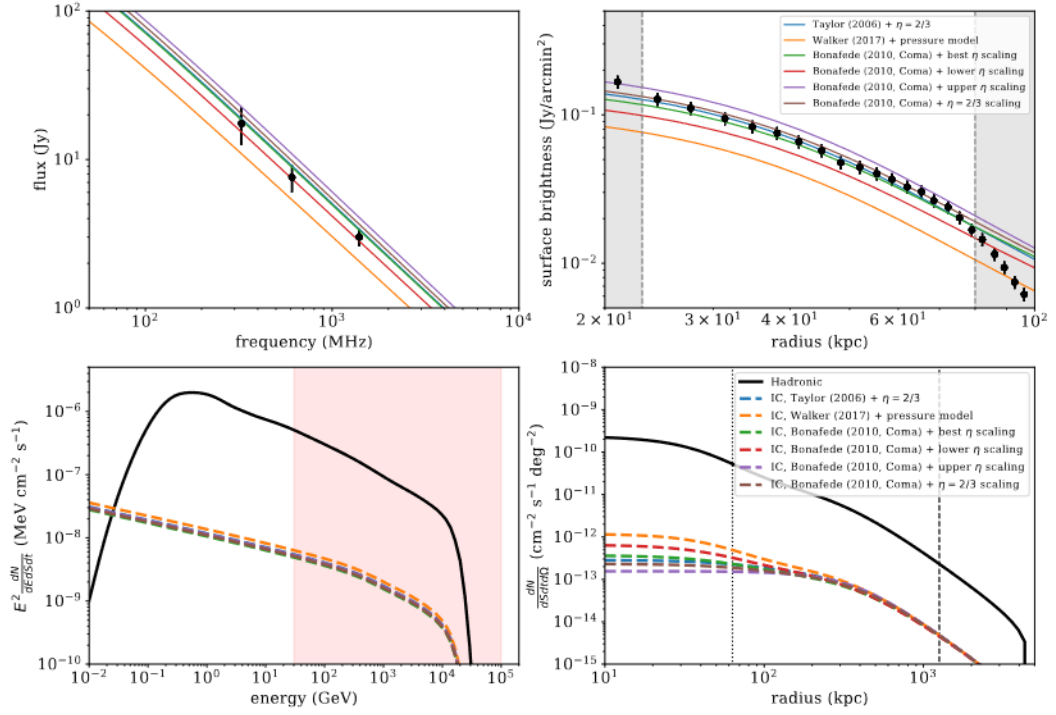 10²
10¹
10⁰
flux (Jy)
10²
10³
10⁴
frequency (MHz)
Taylor (2006) + η = 2/3
Walker (2017) + pressure model
Bonafede (2010, Coma) + best η scaling
Bonafede (2010, Coma) + lower η scaling
Bonafede (2010, Coma) + upper η scaling
Bonafede (2010, Coma) + η = 2/3 scaling
10⁻¹
10⁻²
surface brightness (Jy/arcmin²)
2 × 10¹
3 × 10¹
4 × 10¹
6 × 10¹
10²
radius (kpc)
10⁻⁶
10⁻⁷
10⁻⁸
10⁻⁹
10⁻¹⁰
E² dN/dEdSdt (MeV cm⁻² s⁻¹)
10⁻²
10⁻¹
10⁰
10¹
10²
10³
10⁴
10⁵
energy (GeV)
Hadronic
IC, Taylor (2006) + η = 2/3
IC, Walker (2017) + pressure model
IC, Bonafede (2010, Coma) + best η scaling
IC, Bonafede (2010, Coma) + lower η scaling
IC, Bonafede (2010, Coma) + upper η scaling
IC, Bonafede (2010, Coma) + η = 2/3 scaling
10⁻⁸
10⁻⁹
10⁻¹⁰
10⁻¹¹
10⁻¹²
10⁻¹³
10⁻¹⁴
10⁻¹⁵
dN/dSdtdΩ (cm⁻² s⁻¹ deg⁻²)
10¹
10²
10³
radius (kpc)